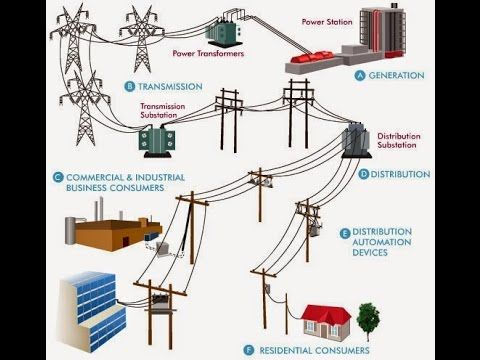 Power Station
Power Transformers
A GENERATION
B TRANSMISSION
Transmission
Substation
Distribution
Substation
C COMMERCIAL & INDUSTRIAL
BUSINESS CONSUMERS
D DISTRIBUTION
E DISTRIBUTION
AUTOMATION
DEVICES
F RESIDENTIAL CONSUMERS